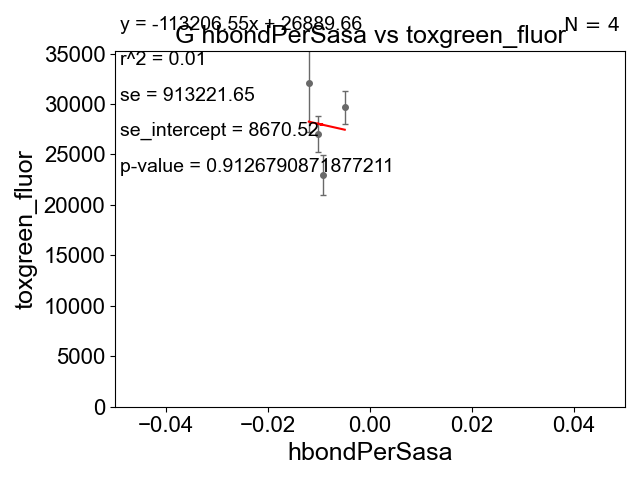 y = -113206.55x + 26889.66
G hbondPerSasa vs toxgreen_fluor
N = 4
r^2 = 0.01
se = 913221.65
se_intercept = 8670.52
p-value = 0.9126790871877211
toxgreen_fluor
35000
30000
25000
20000
15000
10000
5000
0
−0.04
−0.02
0.00
0.02
0.04
hbondPerSasa